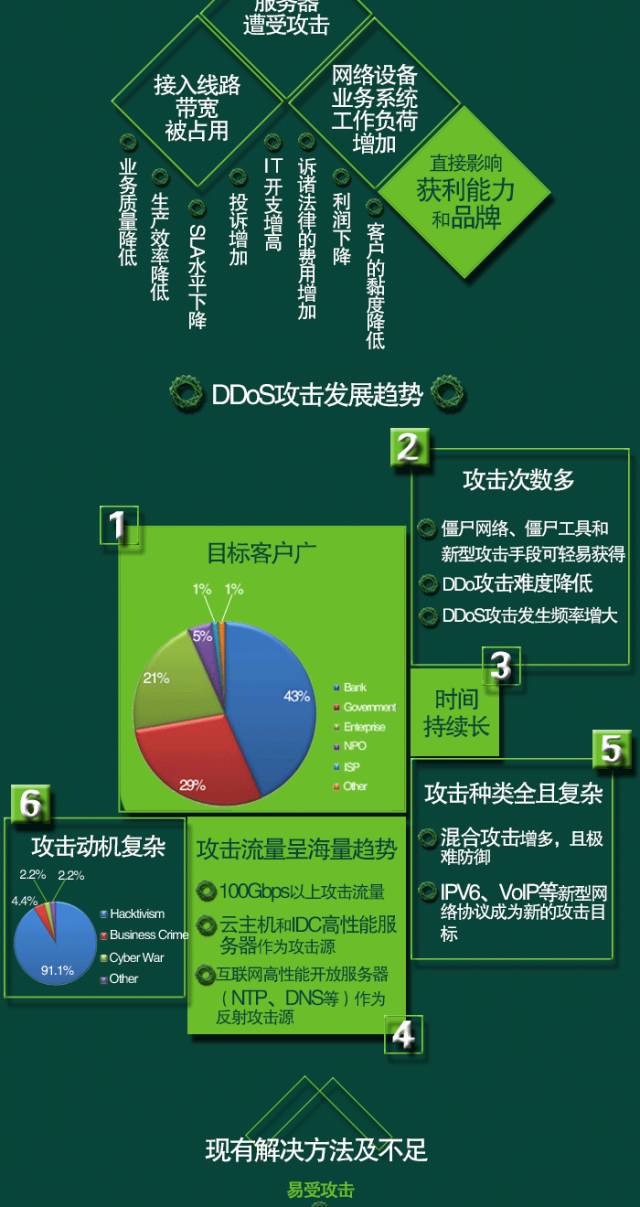 服务器
遭受攻击
接入线路
带宽
被占用
网络设备
业务系统
工作负荷
增加
直接影响
获利能力
和品牌
业务质量降低
生产效率降低
SLA水平下降
投诉增加
IT开支增高
诉诸法律的费用增加
利润下降
客户的黏度降低
DDoS攻击发展趋势
1
目标客户广
1%
1%
5%
21%
43%
29%
Bank
Government
Enterprise
NPO
ISP
Other
2
攻击次数多
僵尸网络、僵尸工具和
新型攻击手段可轻易获得
DDo攻击难度降低
DDoS攻击发生频率增大
3
时间
持续长
5
攻击种类全且复杂
混合攻击增多，且极
难防御
IPV6、VoIP等新型网
络协议成为新的攻击目
标
6
攻击动机复杂
2.2%
2.2%
4.4%
91.1%
Hacktivism
Business Crime
Cyber War
Other
攻击流量呈海量趋势
100Gbps以上攻击流量
云主机和IDC高性能服
务器作为攻击源
互联网高性能开放服务器
（NTP、DNS等）作为
反射攻击源
4
现有解决方法及不足
易受攻击